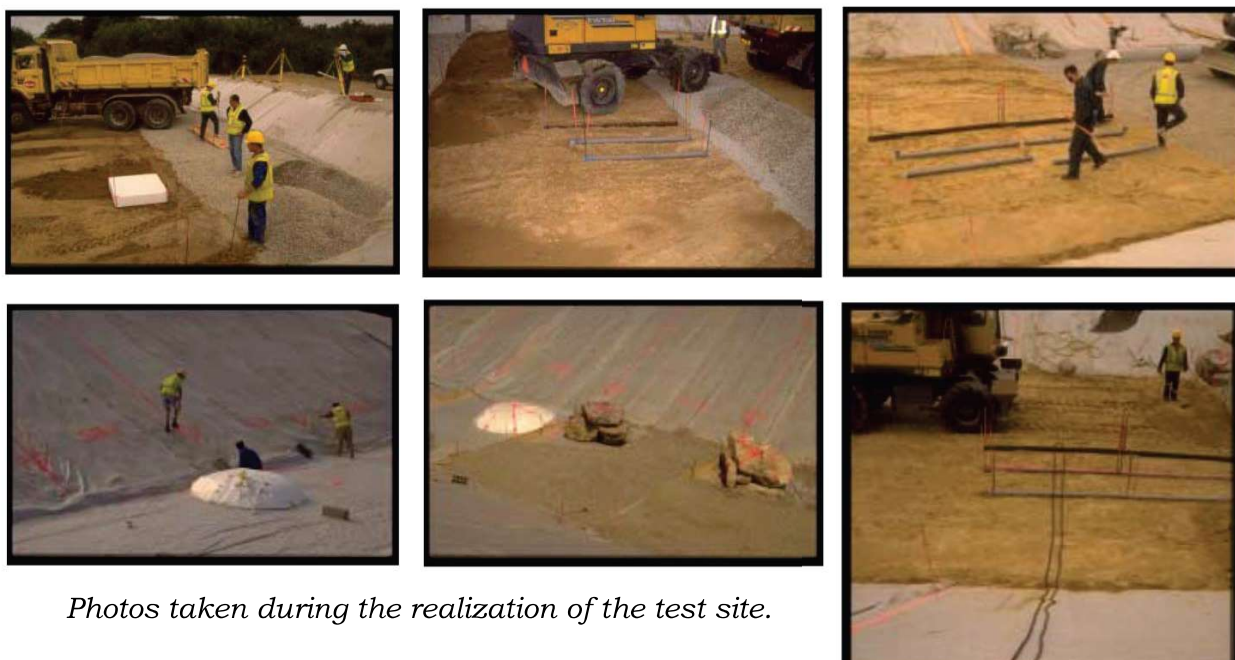 Photos taken during the realization of the test site.